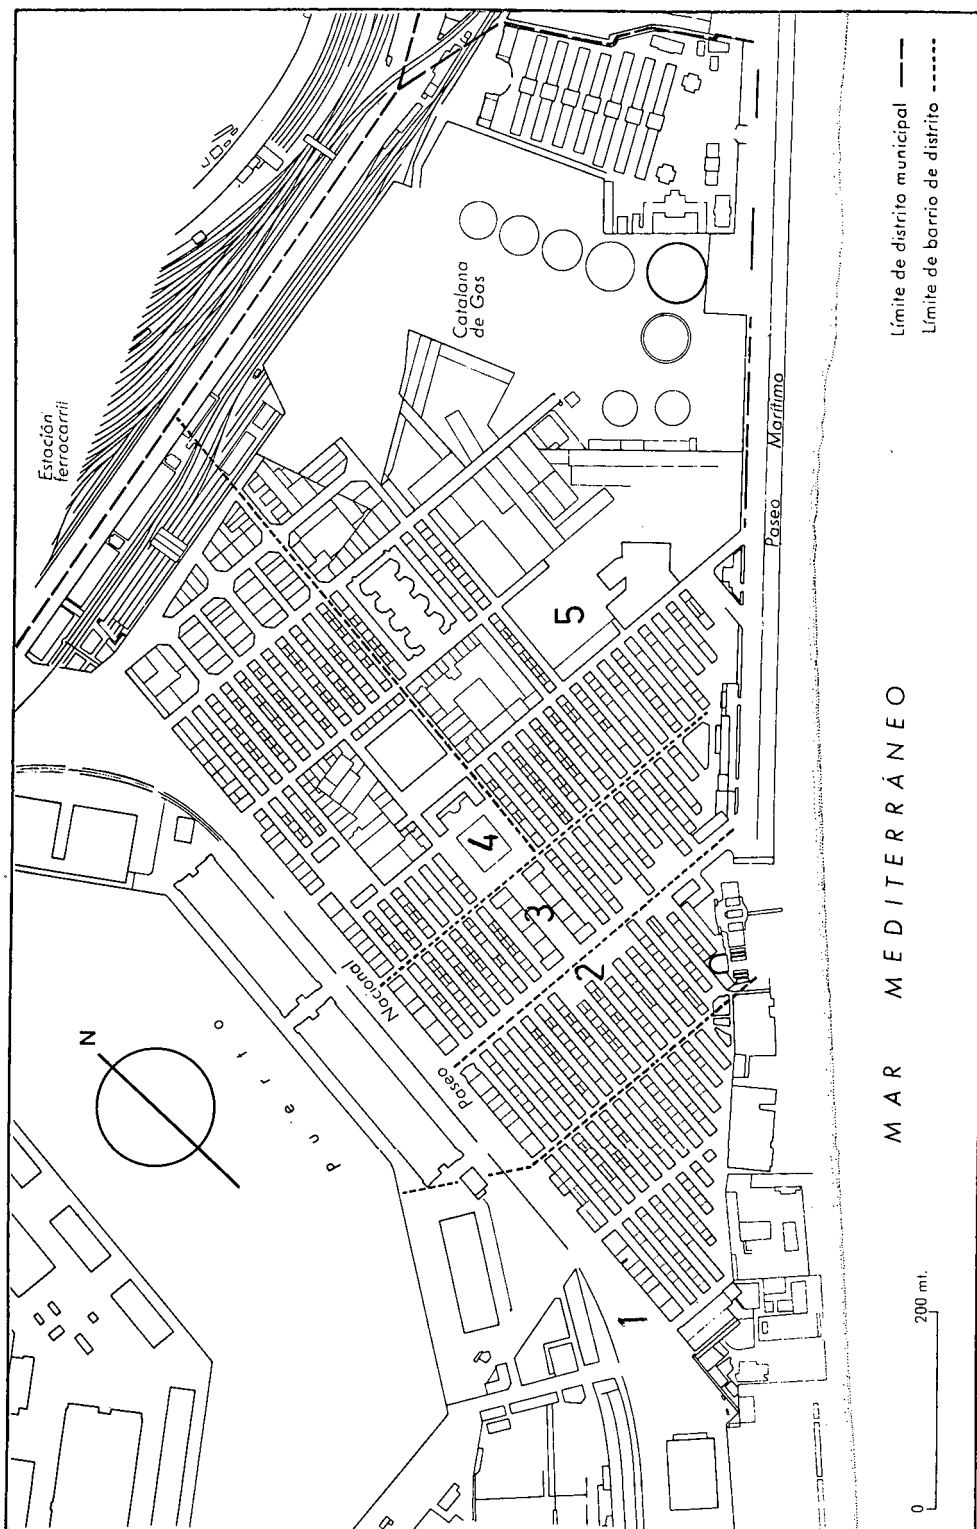 Estación
ferrocarril
Catalana
de Gas
Límite de distrito municipal
Límite de barrio de distrito
N
Puerto
Paseo Nacional
1
2
3
4
5
Paseo Marítimo
MAR MEDITERRÁNEO
0 200 mt.